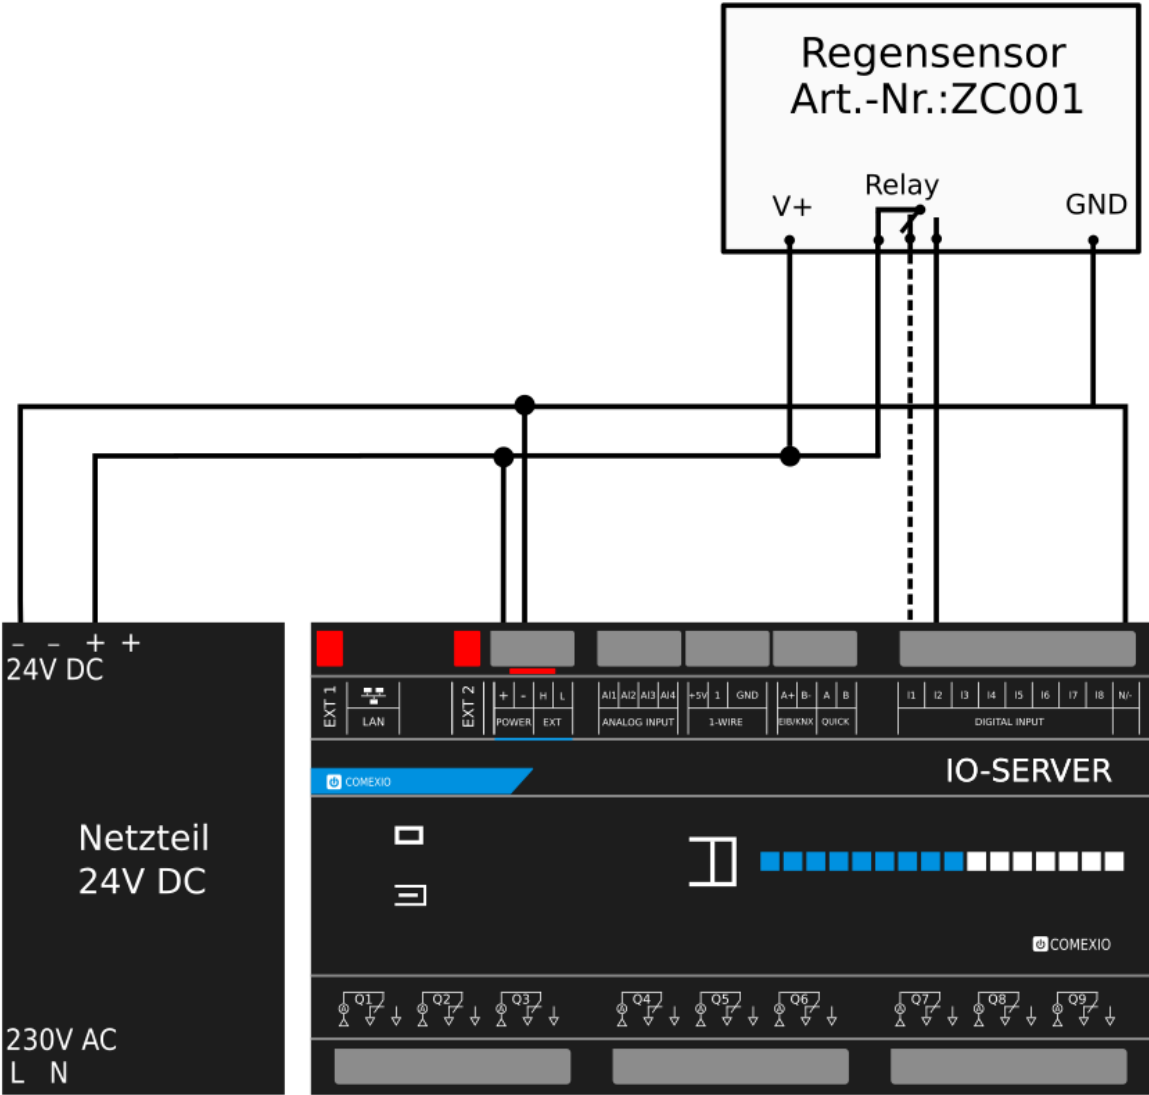 Regensensor
Art.-Nr.:ZC001
Relay
V+
GND
– – + +
24V DC
Netzteil
24V DC
230V AC
L N
EXT 1
LAN
EXT 2
+ - H L
POWER EXT
AI1 AI2 AI3 AI4
ANALOG INPUT
+5V 1 GND
1-WIRE
A+ B- A B
EIB/KNX QUICK
I1 I2 I3 I4 I5 I6 I7 I8 N/-
DIGITAL INPUT
COMEXIO
IO-SERVER
COMEXIO
Q1 Q2 Q3 Q4 Q5 Q6 Q7 Q8 Q9